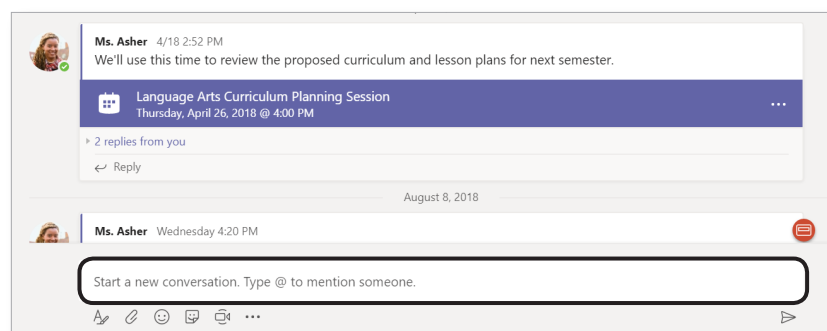 Ms. Asher 4/18 2:52 PM
We'll use this time to review the proposed curriculum and lesson plans for next semester.
Language Arts Curriculum Planning Session
Thursday, April 26, 2018 @ 4:00 PM
2 replies from you
Reply
August 8, 2018
Ms. Asher Wednesday 4:20 PM
Start a new conversation. Type @ to mention someone.